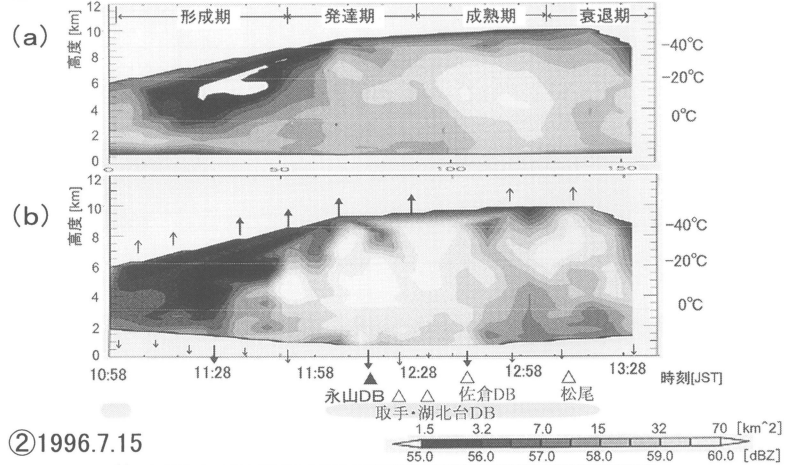 形成期 発達期 成熟期 衰退期
(a)
高度 [km]
12
10
8
6
4
2
0
-40℃
-20℃
0℃
0 50 100 150
(b)
高度 [km]
12
10
8
6
4
2
0
-40℃
-20℃
0℃
10:58 11:28 11:58 12:28 12:58 13:28 時刻[JST]
永山DB 佐倉DB 松尾
取手・湖北台DB
②1996.7.15
1.5 3.2 7.0 15 32 70 [km^2]
55.0 56.0 57.0 58.0 59.0 60.0 [dBZ]